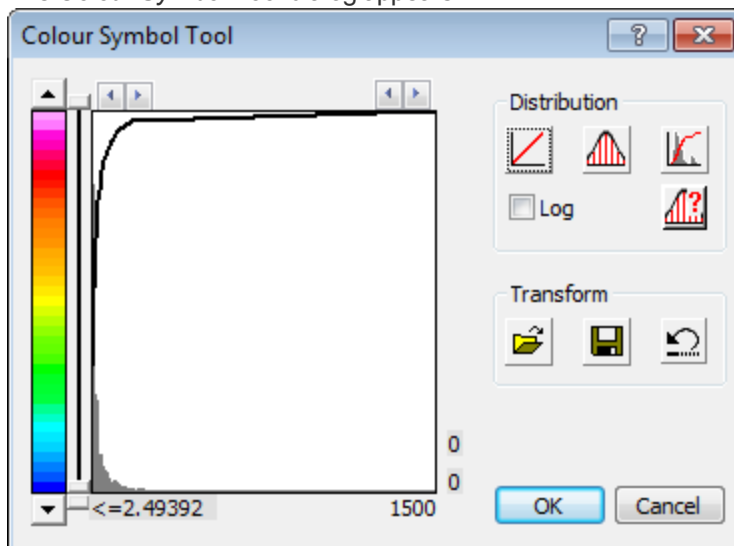 Colour Symbol Tool
Distribution
Log
Transform
0
0
<=2.49392
1500
OK
Cancel